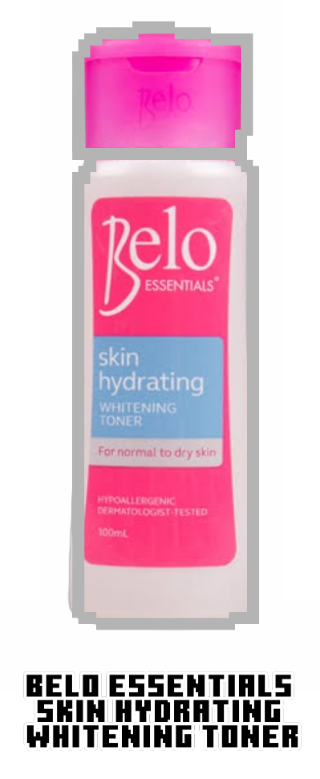 Belo
Belo
ESSENTIALS®
skin
hydrating
WHITENING
TONER
For normal to dry skin
HYPOALLERGENIC
DERMATOLOGIST-TESTED
100mL
BELO ESSENTIALS
SKIN HYDRATING
WHITENING TONER